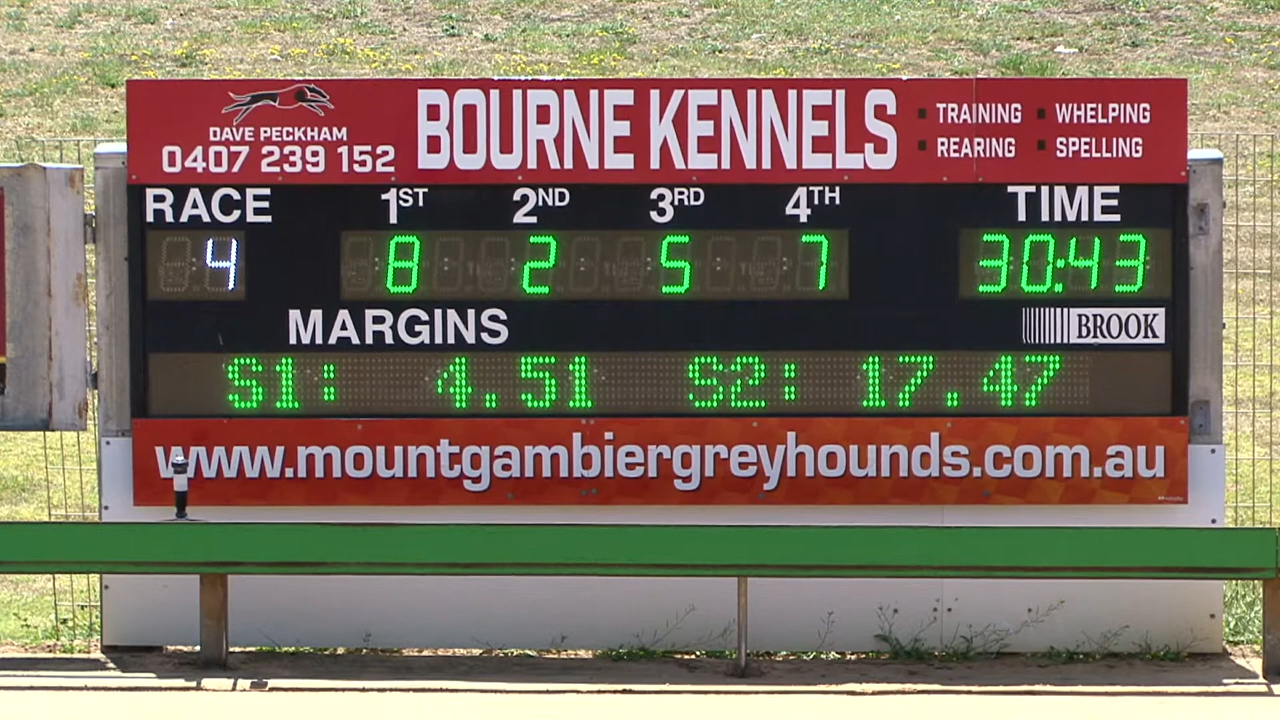 BOURNE KENNELS
DAVE PECKHAM
0407 239 152
TRAINING WHELPING
REARING SPELLING
RACE 1ST 2ND 3RD 4TH TIME
4 8 2 5 7 30:43
MARGINS BROOK
S1: 4.51 S2: 17.47
www.mountgambiergreyhounds.com.au